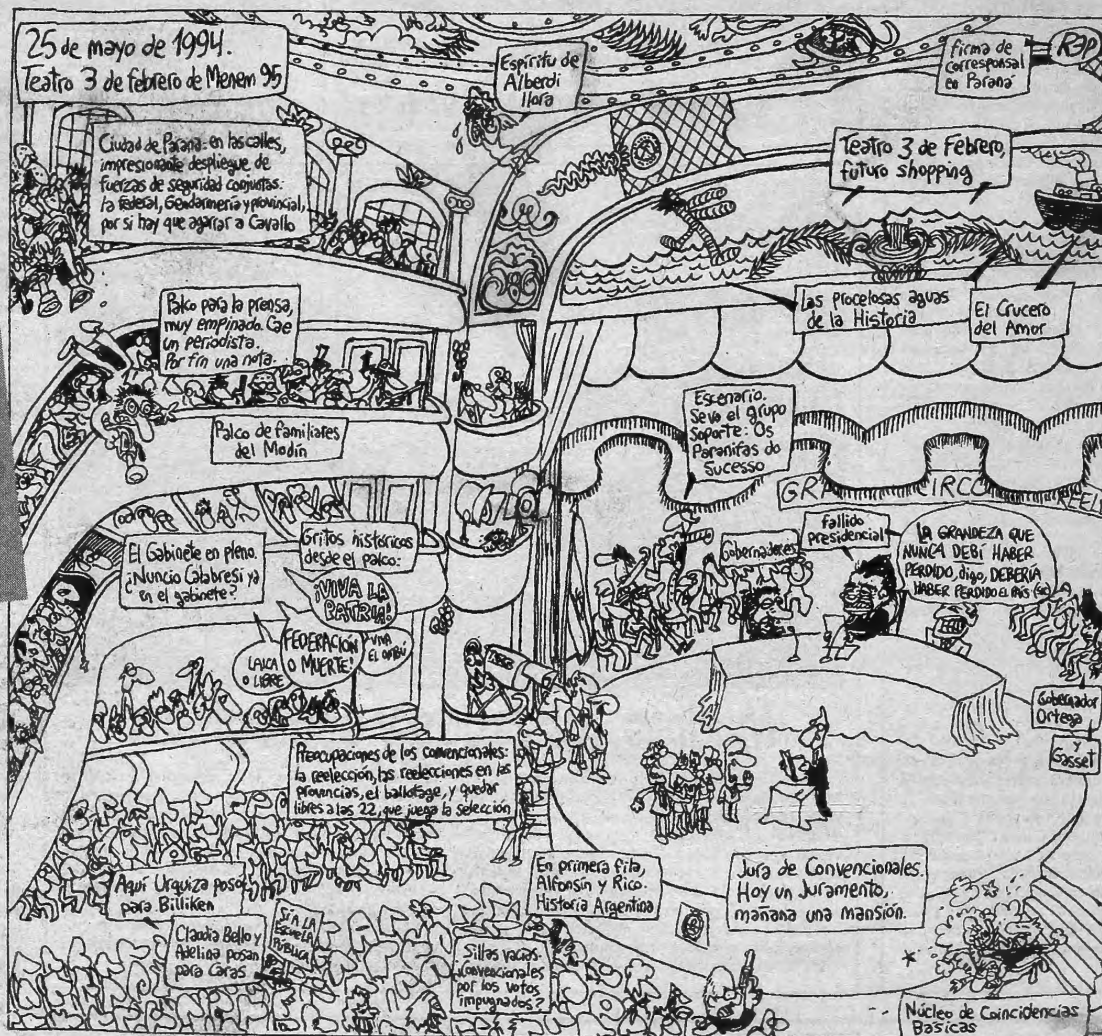 25 de mayo de 1994.
Teatro 3 de febrero de Menem 95
Espíritu de
Alberdi
llora
firma de
corresponsal
en Paraná
REP
Ciudad de Paraná: en las calles,
impresionante despliegue de
fuerzas de seguridad conjuntas:
la federal, Gendarmería y provincial,
por si hay que agarrar a Cavallo
Teatro 3 de Febrero,
futuro shopping
Palco para la prensa,
muy empinado. Cae
un periodista.
Por fin una nota.
Las procelosas aguas
de la Historia
El Crucero
del Amor
Palco de familiares
del Modín
Escenario.
Se va el grupo
soporte: Os
Paranifas do
Sucesso
GRA
CIRCO
REELE
El Gabinete en pleno.
¿Nuncio Calabresi ya
en el gabinete?
Gritos históricos
desde el palco:
¡VIVA LA
PATRIA!
FEDERACIÓN
O MUERTE!
LAICA
O LIBRE
VIVA
EL OMBÚ
Gobernadores
fallido
presidencial
LA GRANDEZA QUE
NUNCA DEBÍ HABER
PERDIDO, digo, DEBERÍA
HABER PERDIDO EL PAÍS (sic)
Gobernador
Ortega
y
Gasset
Preocupaciones de los convencionales:
la reelección, las reelecciones en las
provincias, el ballotage, y quedar
libres a las 22, que juega la selección
Aquí Urquiza posó
para Billiken
Claudia Bello y
Adelina posan
para Caras
SÍ A LA
ESCUELA
PÚBLICA
En primera fila,
Alfonsín y Rico.
Historia Argentina
Jura de Convencionales.
Hoy un Juramento,
mañana una mansión.
Sillas vacías:
¿convencionales
por los votos
impugnados?
Núcleo de Coincidencias
Básicas